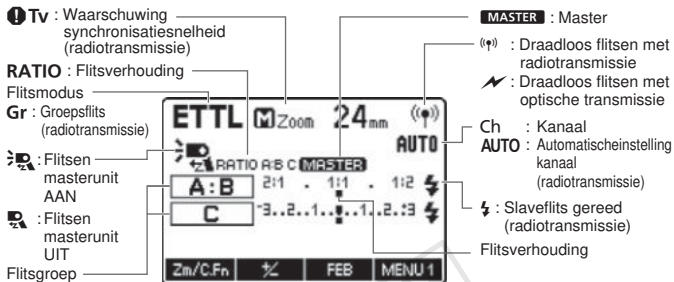 Tv : Waarschuwing
synchronisatiesnelheid
(radiotransmissie)
RATIO : Flitsverhouding
Flitsmodus
Gr : Groepsflits
(radiotransmissie)
: Flitsen
masterunit
AAN
: Flitsen
masterunit
UIT
Flitsgroep
ETTL M Zoom 24mm
AUTO
RATIO A:B C MASTER
A:B 2:1 . 1:1 . 1:2
C -3..2..1..0..1..2.:3
Zm/C.Fn +/- FEB MENU 1
MASTER : Master
: Draadloos flitsen met
radiotransmissie
: Draadloos flitsen met
optische transmissie
Ch : Kanaal
AUTO : Automatischeinstelling
kanaal
(radiotransmissie)
: Slaveflits gereed
(radiotransmissie)
Flitsverhouding